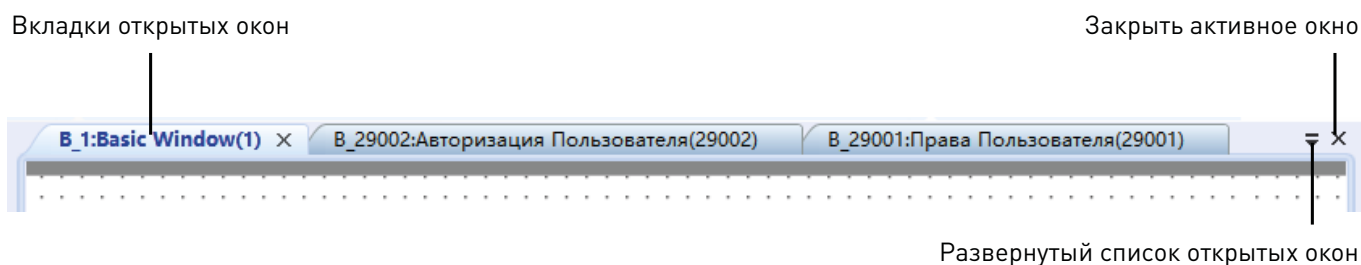 Вкладки открытых окон
Закрыть активное окно
B_1:Basic Window(1)
B_29002:Авторизация Пользователя(29002)
B_29001:Права Пользователя(29001)
Развернутый список открытых окон